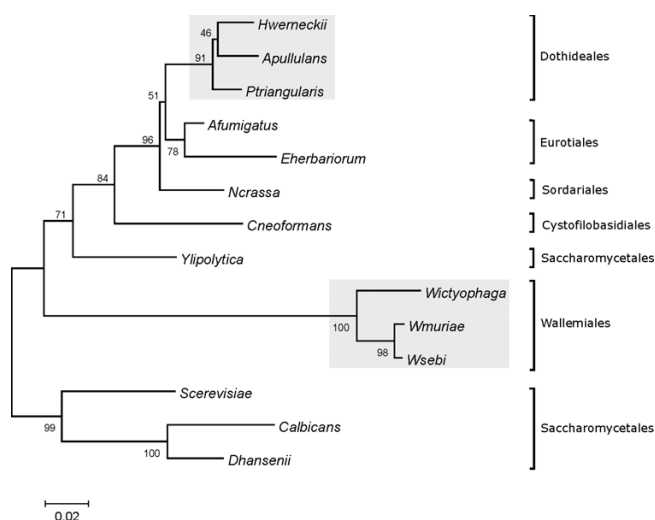 Hwerneckii
46
Dothideales
Apullulans
91
Ptriangularis
51
Afumigatus
96
Eurotiales
78
Eherbariorum
84
Ncrassa
Sordariales
71
Cneoformans
Cystofilobasidiales
Ylipolytica
Saccharomycetales
Wictyophaga
100
Wmuriae
Wallemiales
98
Wsebi
Scerevisiae
99
Calbicans
Saccharomycetales
100
Dhansenii
0.02